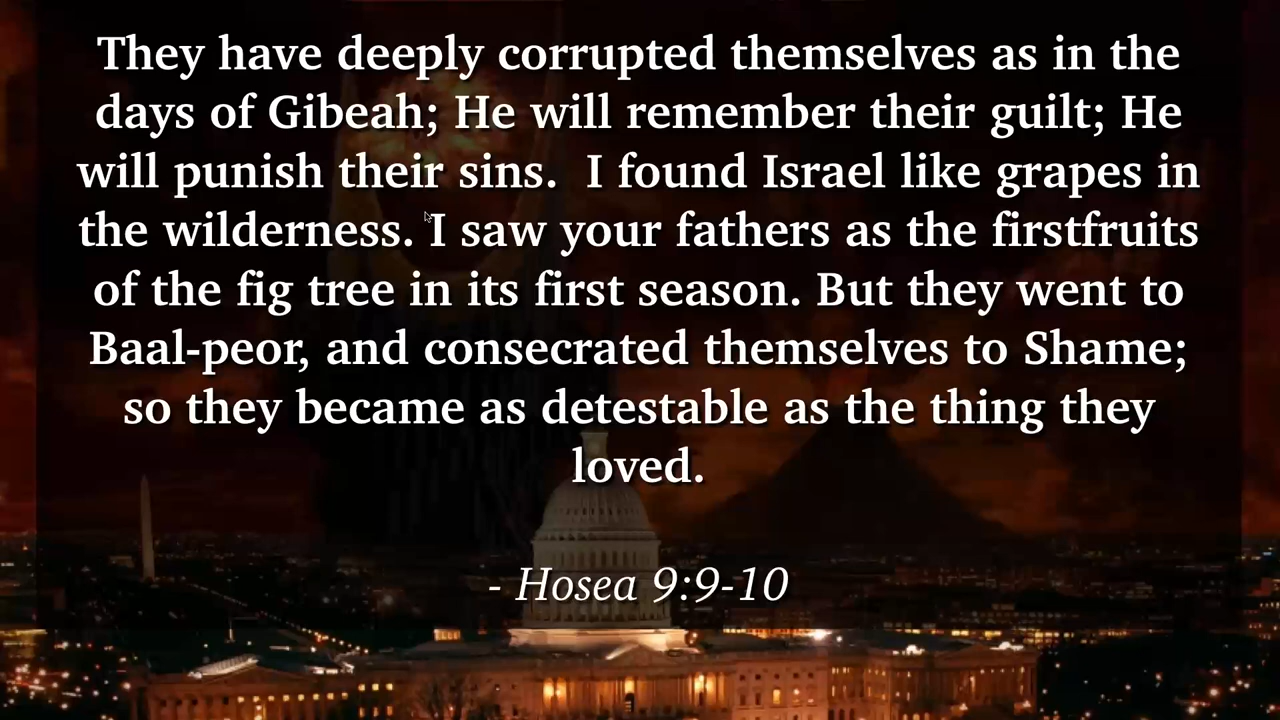 They have deeply corrupted themselves as in the
days of Gibeah; He will remember their guilt; He
will punish their sins.  I found Israel like grapes in
the wilderness. I saw your fathers as the firstfruits
of the fig tree in its first season. But they went to
Baal-peor, and consecrated themselves to Shame;
so they became as detestable as the thing they
loved.
- Hosea 9:9-10